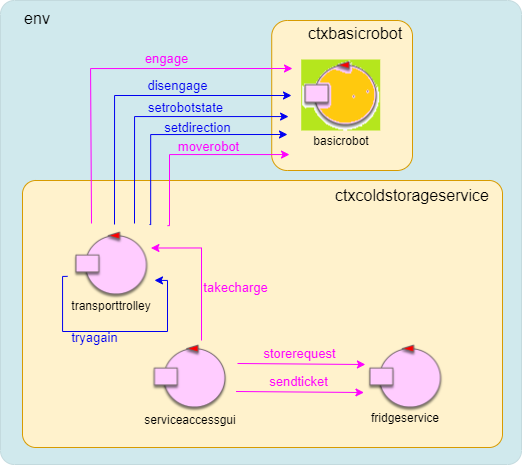 env
ctxbasicrobot
engage
disengage
setrobotstate
setdirection
basicrobot
moverobot
ctxcoldstorageservice
transporttrolley
takecharge
tryagain
storerequest
sendticket
serviceaccessgui
fridgeservice